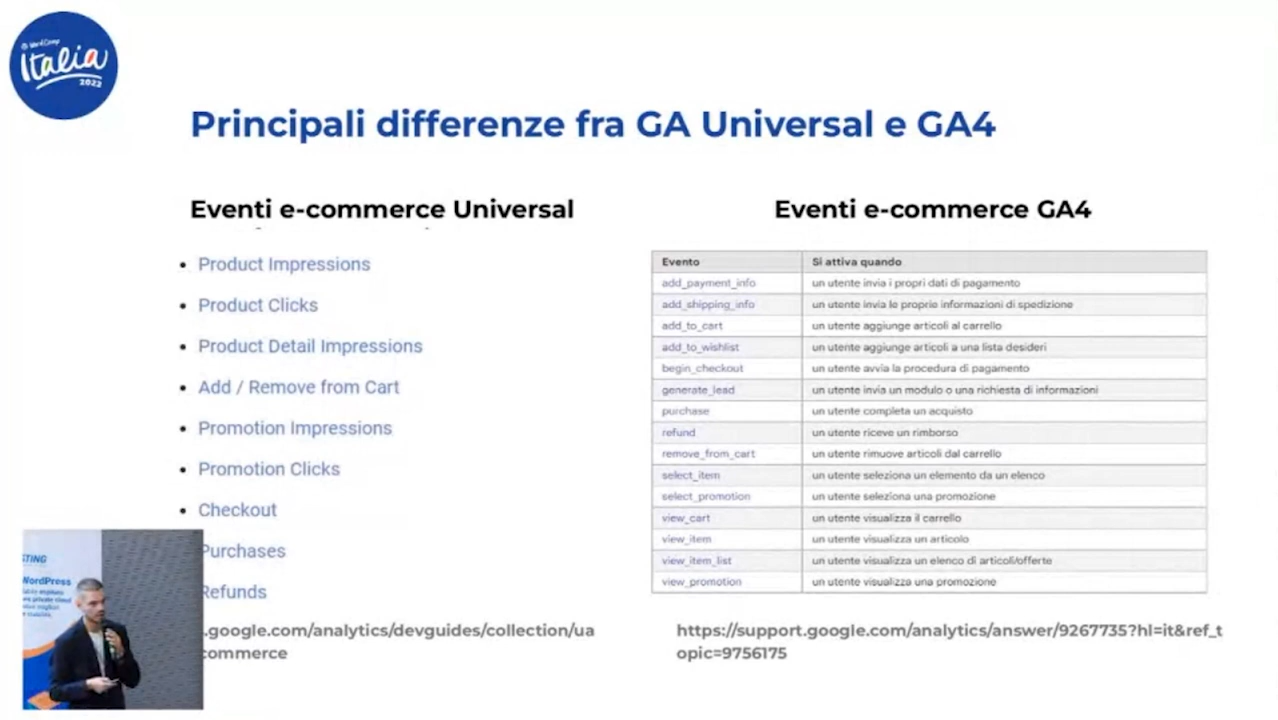 WordCamp
Italia
2022
Principali differenze fra GA Universal e GA4
Eventi e-commerce Universal
Product Impressions
Product Clicks
Product Detail Impressions
Add / Remove from Cart
Promotion Impressions
Promotion Clicks
Checkout
Purchases
Refunds
.google.com/analytics/devguides/collection/ua
commerce
Eventi e-commerce GA4
Evento Si attiva quando
add_payment_info un utente invia i propri dati di pagamento
add_shipping_info un utente invia le proprie informazioni di spedizione
add_to_cart un utente aggiunge articoli al carrello
add_to_wishlist un utente aggiunge articoli a una lista desideri
begin_checkout un utente avvia la procedura di pagamento
generate_lead un utente invia un modulo o una richiesta di informazioni
purchase un utente completa un acquisto
refund un utente riceve un rimborso
remove_from_cart un utente rimuove articoli dal carrello
select_item un utente seleziona un elemento da un elenco
select_promotion un utente seleziona una promozione
view_cart un utente visualizza il carrello
view_item un utente visualizza un articolo
view_item_list un utente visualizza un elenco di articoli/offerte
view_promotion un utente visualizza una promozione
https://support.google.com/analytics/answer/9267735?hl=it&ref_t
opic=9756175
STING
WordPress
private cloud